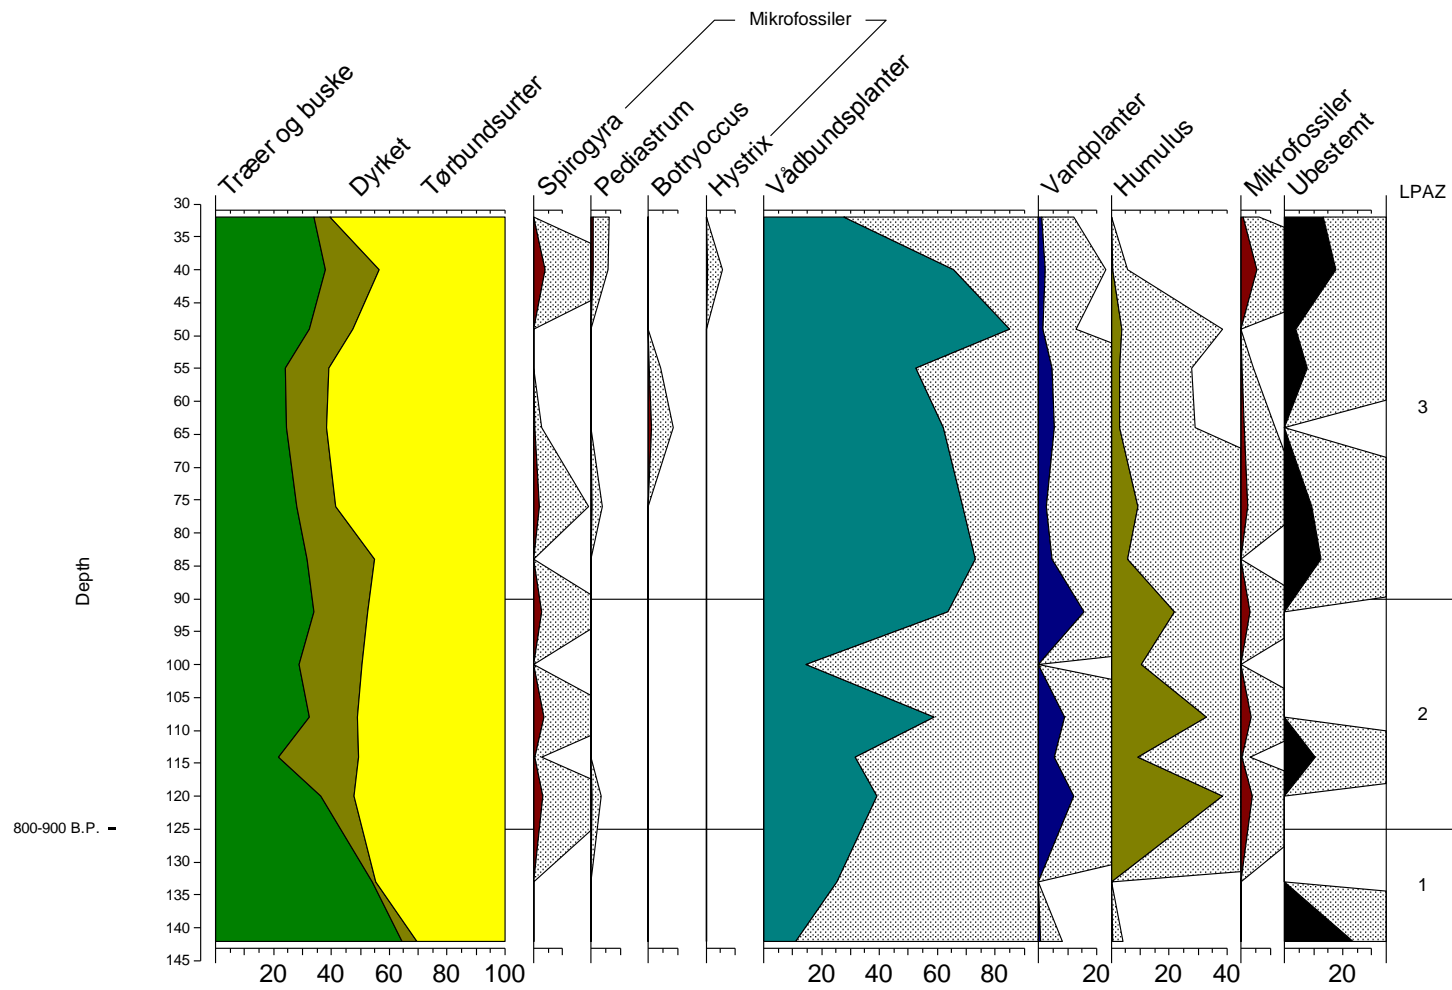 Mikrofossiler
Træer og buske
Dyrket
Tørbundsurter
Spirogyra
Pediastrum
Botryoccus
Hystrix
Vådbundsplanter
Vandplanter
Humulus
Mikrofossiler
Ubestemt
LPAZ
30
35
40
45
50
55
60
65
70
75
80
85
90
95
100
105
110
115
120
125
130
135
140
145
Depth
800-900 B.P.
3
2
1
20 40 60 80 100 20 40 60 80 20 20 40 20